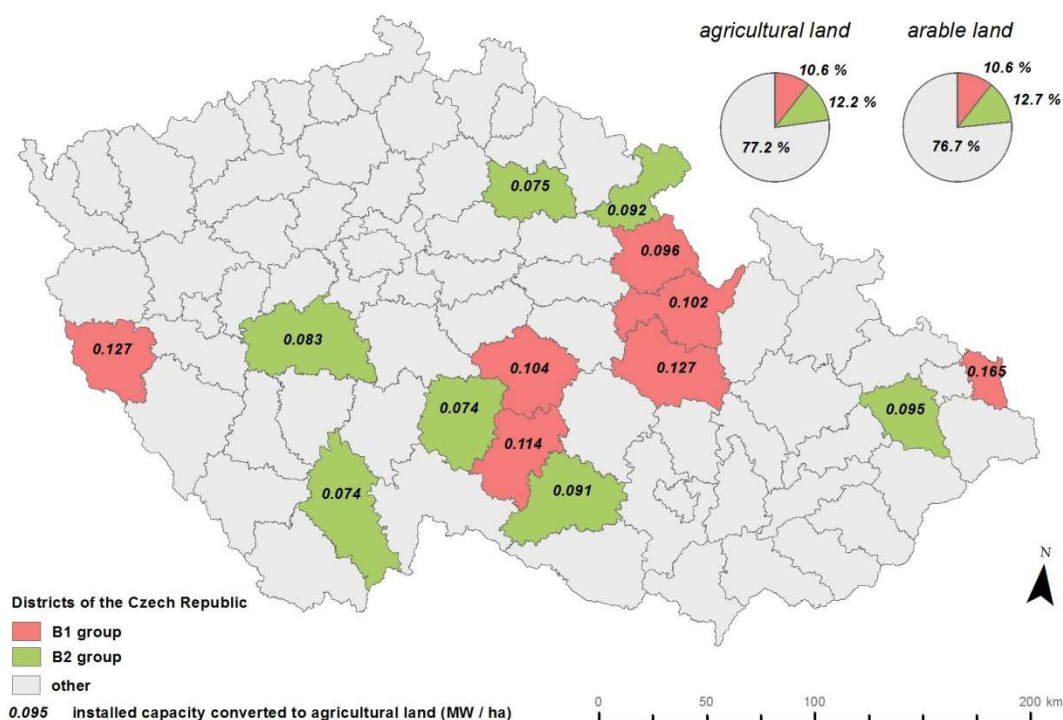 agricultural land arable land
10.6 % 10.6 %
12.2 % 12.7 %
77.2 % 76.7 %
0.075
0.092
0.096
0.102
0.083
0.127
0.104
0.127
0.165
0.074
0.095
0.114
0.074
0.091
N
Districts of the Czech Republic
B1 group
B2 group
other
0.095 installed capacity converted to agricultural land (MW / ha)
0 50 100 200 km